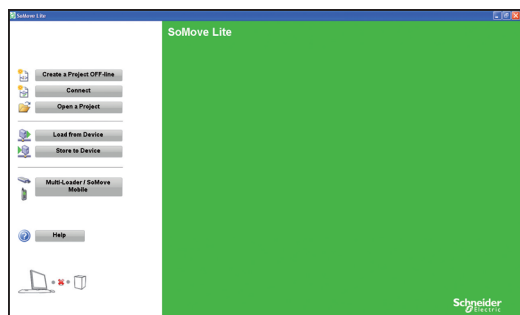 SoMove Lite
SoMove Lite
Create a Project OFF-line
Connect
Open a Project
Load from Device
Store to Device
Multi-Loader / SoMove
Mobile
Help
Schneider
Electric